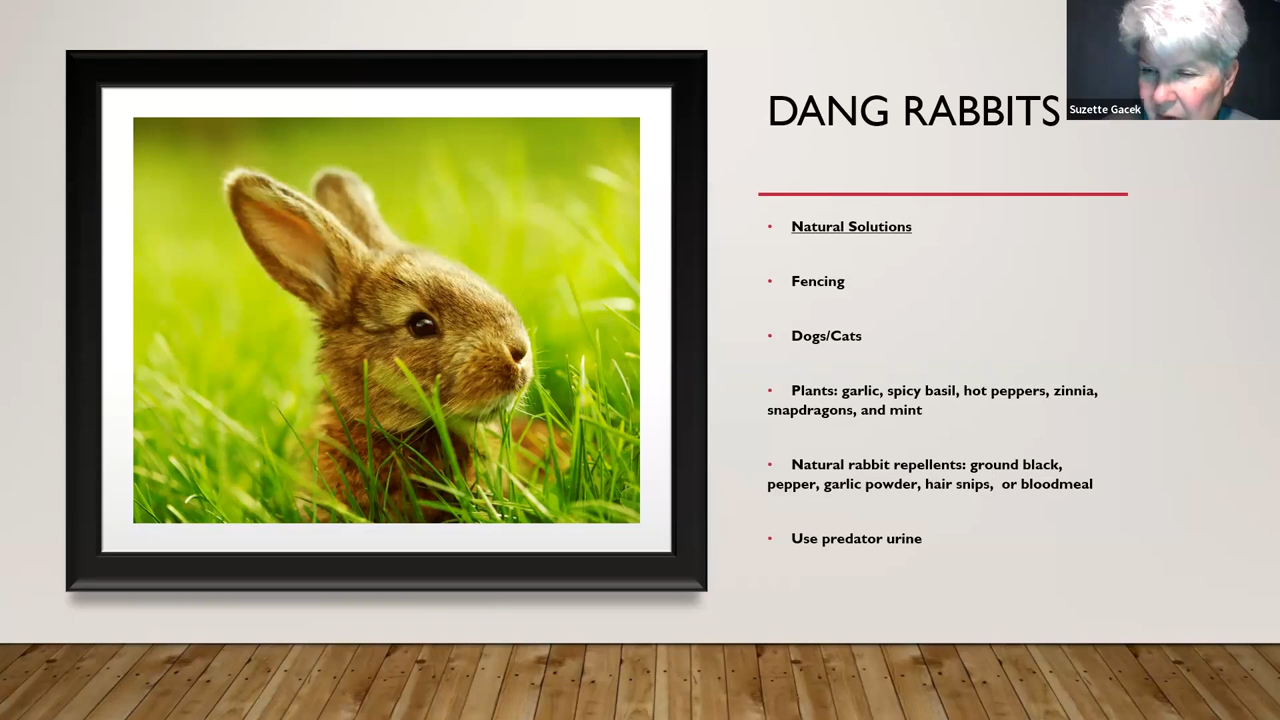 DANG RABBITS
Suzette Gacek
• Natural Solutions
• Fencing
• Dogs/Cats
• Plants: garlic, spicy basil, hot peppers, zinnia,
snapdragons, and mint
• Natural rabbit repellents: ground black,
pepper, garlic powder, hair snips,  or bloodmeal
• Use predator urine